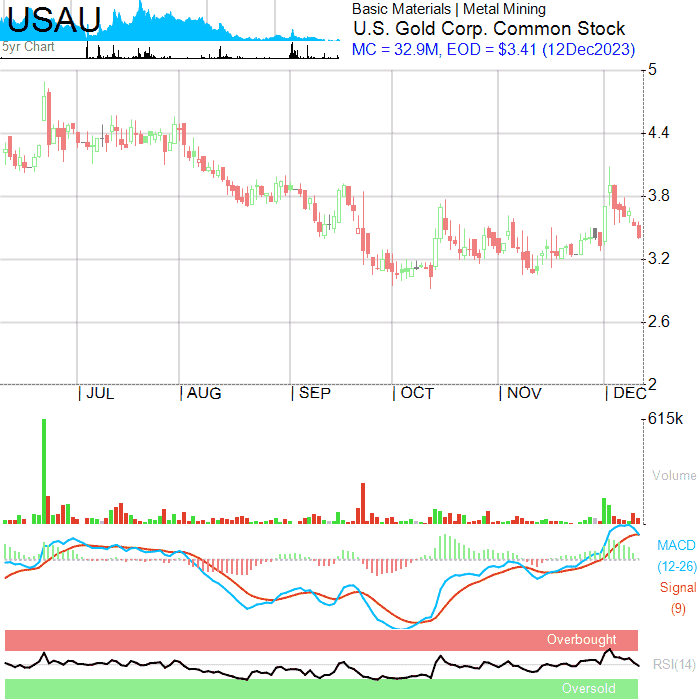 USAU
5yr Chart
Basic Materials | Metal Mining
U.S. Gold Corp. Common Stock
MC = 32.9M, EOD = $3.41 (12Dec2023)
5
4.4
3.8
3.2
2.6
2
| JUL | AUG | SEP | OCT | NOV | DEC
615k
Volume
MACD
(12-26)
Signal
(9)
Overbought
RSI(14)
Oversold